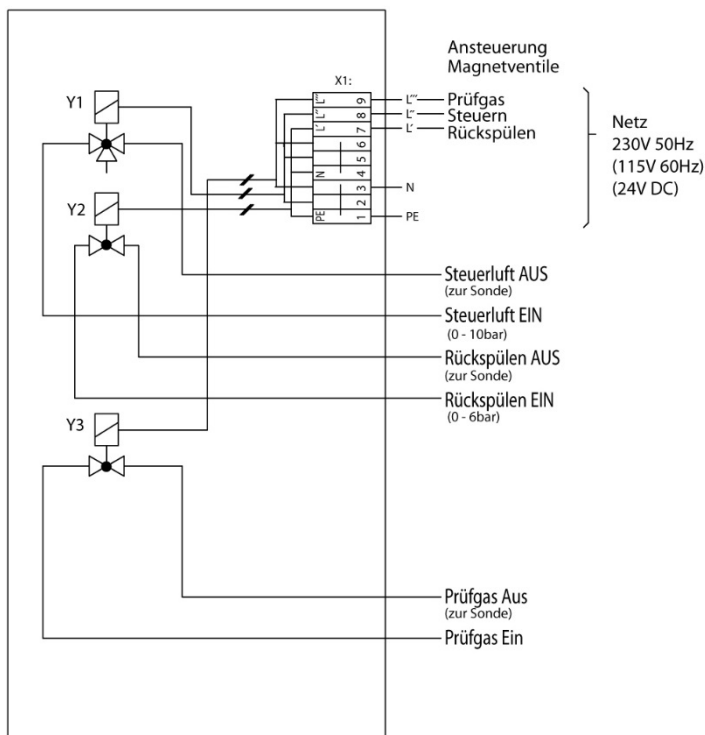 Ansteuerung
Magnetventile
X1:
Y1
L''' 9 L''' Prüfgas
L'' 8 L'' Steuern
L' 7 L' Rückspülen
6
5
N 4
3 N
2
PE 1 PE
Netz
230V 50Hz
(115V 60Hz)
(24V DC)
Y2
Steuerluft AUS
(zur Sonde)
Steuerluft EIN
(0 - 10bar)
Rückspülen AUS
(zur Sonde)
Rückspülen EIN
(0 - 6bar)
Y3
Prüfgas Aus
(zur Sonde)
Prüfgas Ein